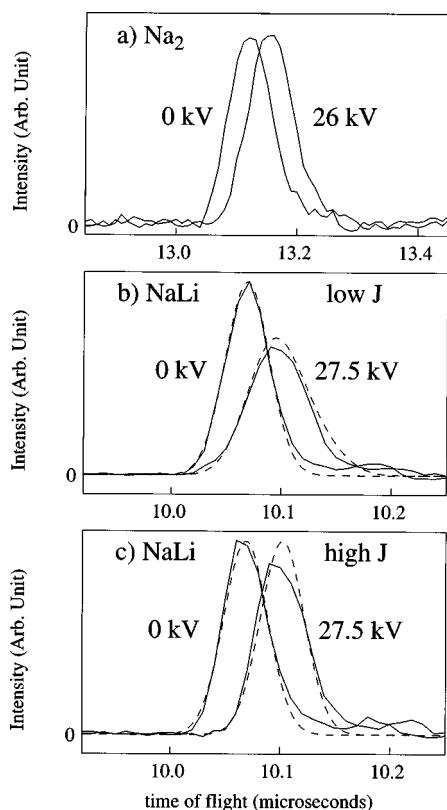 a) Na2
0 kV
26 kV
Intensity (Arb. Unit)
0
13.0
13.2
13.4
b) NaLi
low J
0 kV
27.5 kV
Intensity (Arb. Unit)
0
10.0
10.1
10.2
c) NaLi
high J
0 kV
27.5 kV
Intensity (Arb. Unit)
0
10.0
10.1
10.2
time of flight (microseconds)